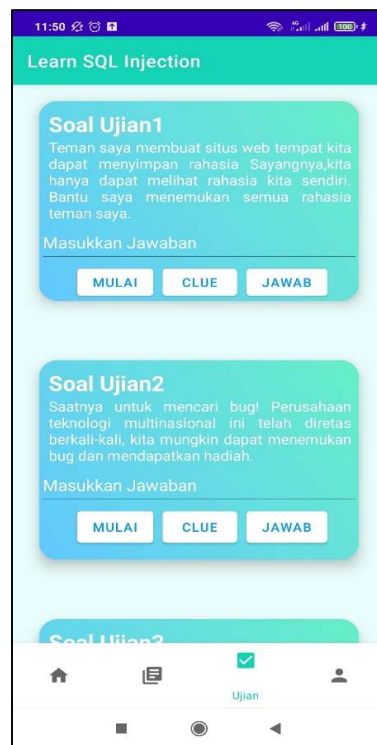 11:50
Learn SQL Injection
Soal Ujian1
Teman saya membuat situs web tempat kita
dapat menyimpan rahasia Sayangnya,kita
hanya dapat melihat rahasia kita sendiri.
Bantu saya menemukan semua rahasia
teman saya.
Masukkan Jawaban
MULAI CLUE JAWAB
Soal Ujian2
Saatnya untuk mencari bug! Perusahaan
teknologi multinasional ini telah diretas
berkali-kali, kita mungkin dapat menemukan
bug dan mendapatkan hadiah.
Masukkan Jawaban
MULAI CLUE JAWAB
Soal Ujian3
Ujian